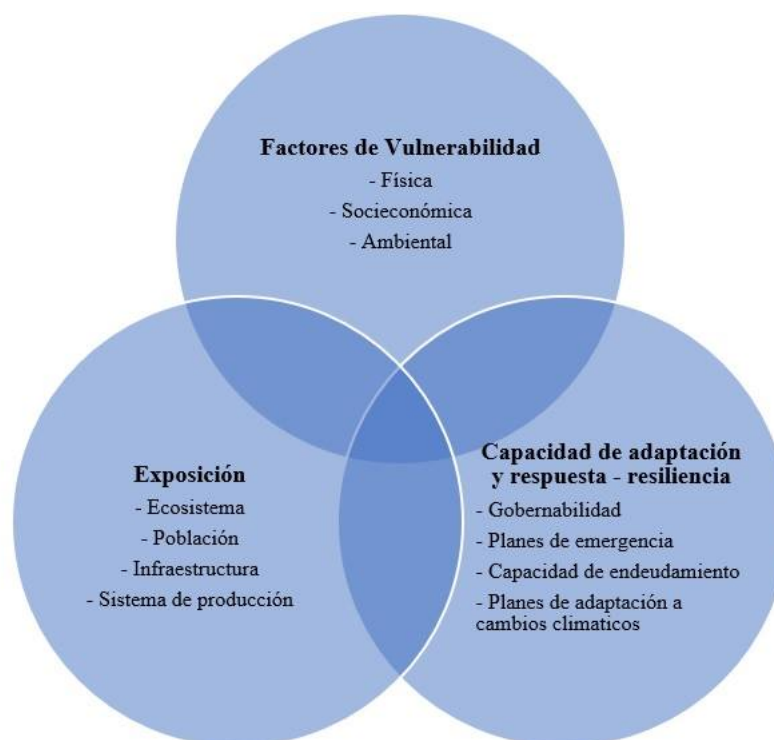 Factores de Vulnerabilidad
- Física
- Socieconómica
- Ambiental
Exposición
- Ecosistema
- Población
- Infraestructura
- Sistema de producción
Capacidad de adaptación
y respuesta - resiliencia
- Gobernabilidad
- Planes de emergencia
- Capacidad de endeudamiento
- Planes de adaptación a
cambios climaticos